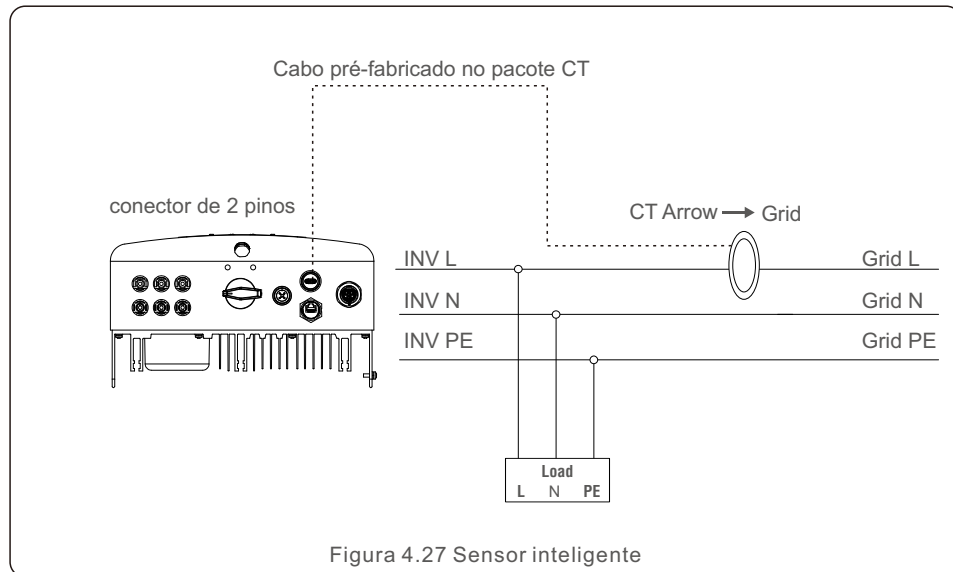 Cabo pré-fabricado no pacote CT
conector de 2 pinos
CT Arrow → Grid
INV L
Grid L
INV N
Grid N
INV PE
Grid PE
Load
L N PE
Figura 4.27 Sensor inteligente